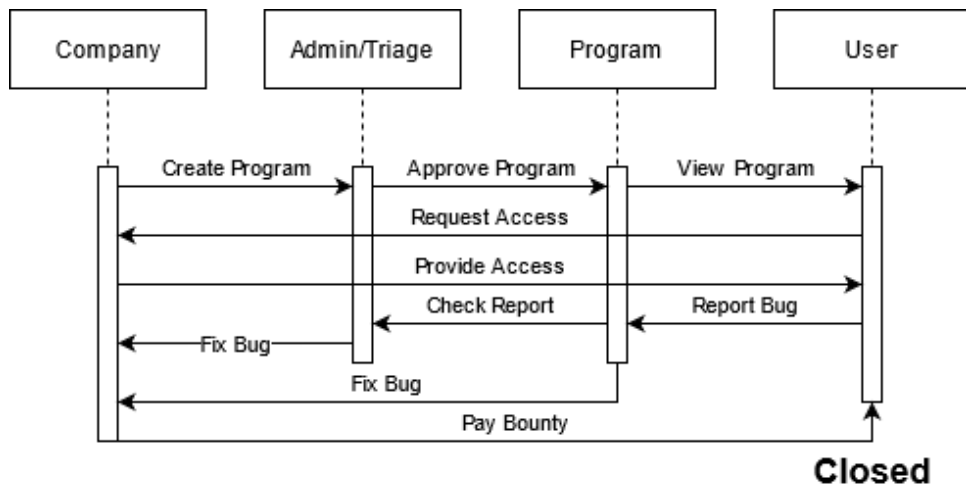 Company
Admin/Triage
Program
User
Create Program
Approve Program
View Program
Request Access
Provide Access
Check Report
Report Bug
Fix Bug
Fix Bug
Pay Bounty
Closed